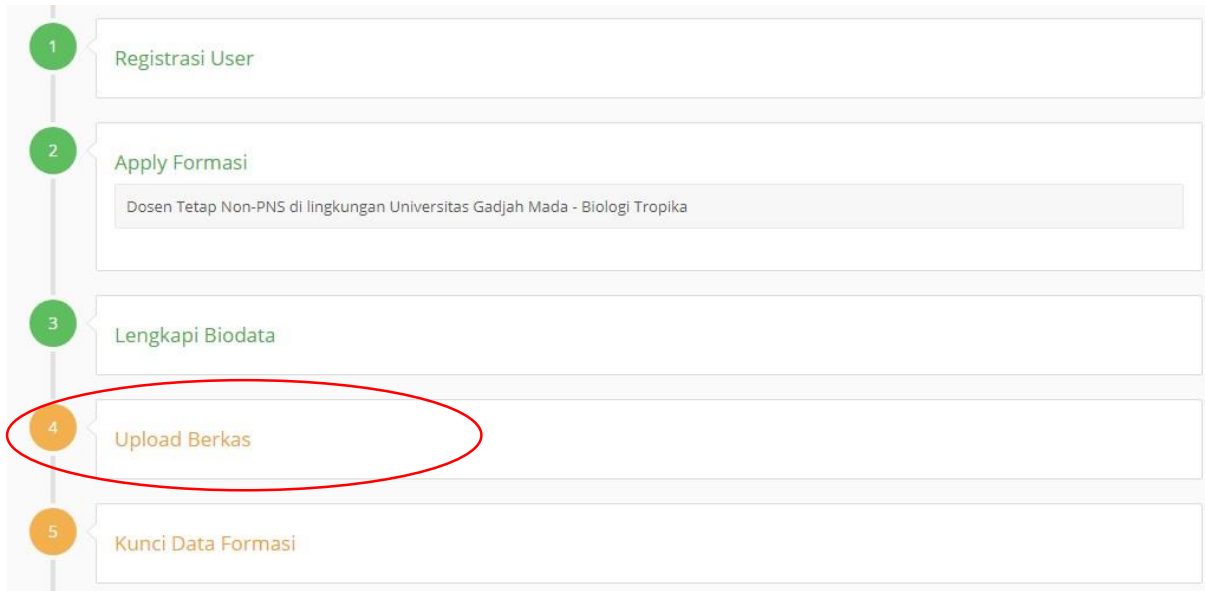 1
Registrasi User
2
Apply Formasi
Dosen Tetap Non-PNS di lingkungan Universitas Gadjah Mada - Biologi Tropika
3
Lengkapi Biodata
4
Upload Berkas
5
Kunci Data Formasi